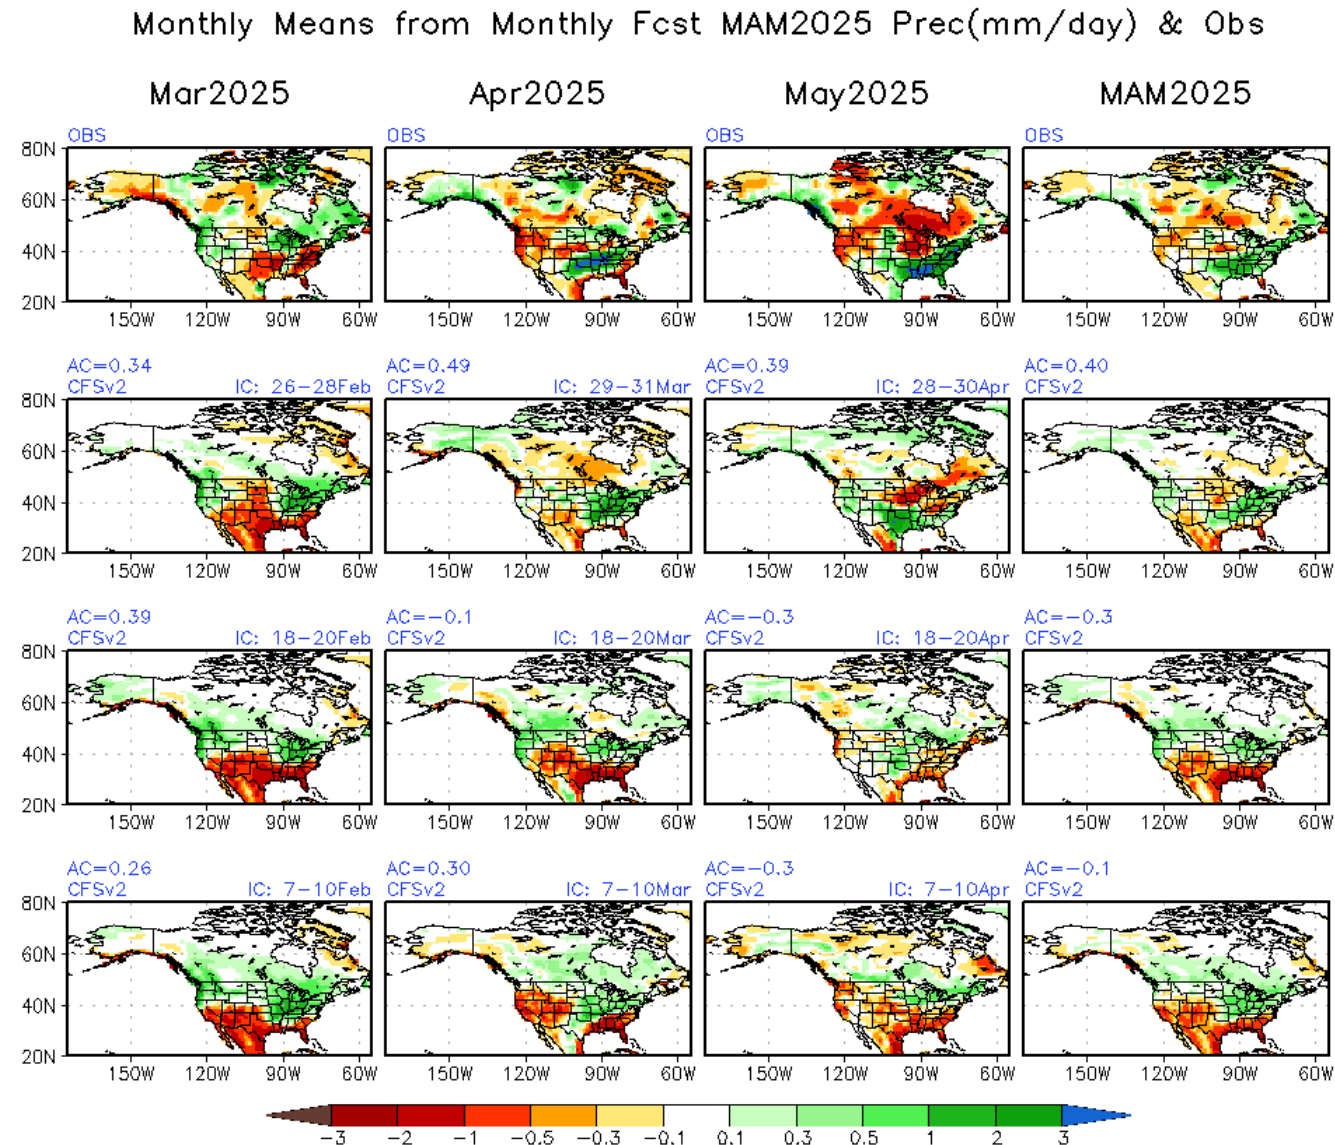 Monthly Means from Monthly Fcst MAM2025 Prec(mm/day) & Obs
Mar2025 Apr2025 May2025 MAM2025
OBS OBS OBS OBS
80N
60N
40N
20N
150W 120W 90W 60W 150W 120W 90W 60W 150W 120W 90W 60W 150W 120W 90W 60W
AC=0.34 AC=0.49 AC=0.39 AC=0.40
CFSv2 IC: 26-28Feb CFSv2 IC: 29-31Mar CFSv2 IC: 28-30Apr CFSv2
80N
60N
40N
20N
150W 120W 90W 60W 150W 120W 90W 60W 150W 120W 90W 60W 150W 120W 90W 60W
AC=0.39 AC=-0.1 AC=-0.3 AC=-0.3
CFSv2 IC: 18-20Feb CFSv2 IC: 18-20Mar CFSv2 IC: 18-20Apr CFSv2
80N
60N
40N
20N
150W 120W 90W 60W 150W 120W 90W 60W 150W 120W 90W 60W 150W 120W 90W 60W
AC=0.26 AC=0.30 AC=-0.3 AC=-0.1
CFSv2 IC: 7-10Feb CFSv2 IC: 7-10Mar CFSv2 IC: 7-10Apr CFSv2
80N
60N
40N
20N
150W 120W 90W 60W 150W 120W 90W 60W 150W 120W 90W 60W 150W 120W 90W 60W
-3 -2 -1 -0.5 -0.3 -0.1 0.1 0.3 0.5 1 2 3